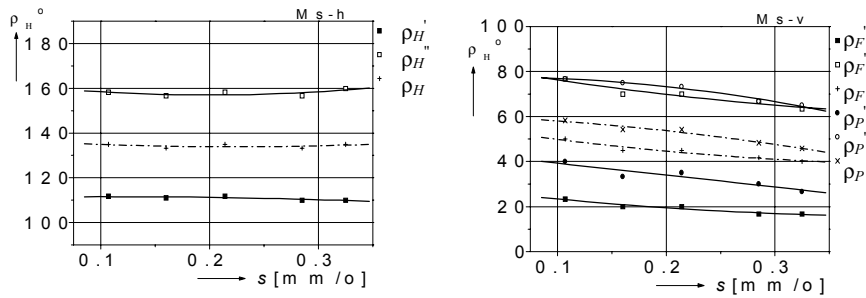 M s - h
ρ H °
1 8 0
1 6 0
1 4 0
1 2 0
1 0 0
0 . 1
0 . 2
0 . 3
s [ m m / o ]
ρH'
ρH"
ρH
M s - v
ρ H °
1 0 0
8 0
6 0
4 0
2 0
0
0 . 1
0 . 2
0 . 3
s [ m m / o ]
ρF'
ρF'
ρF
ρP'
ρP'
ρP